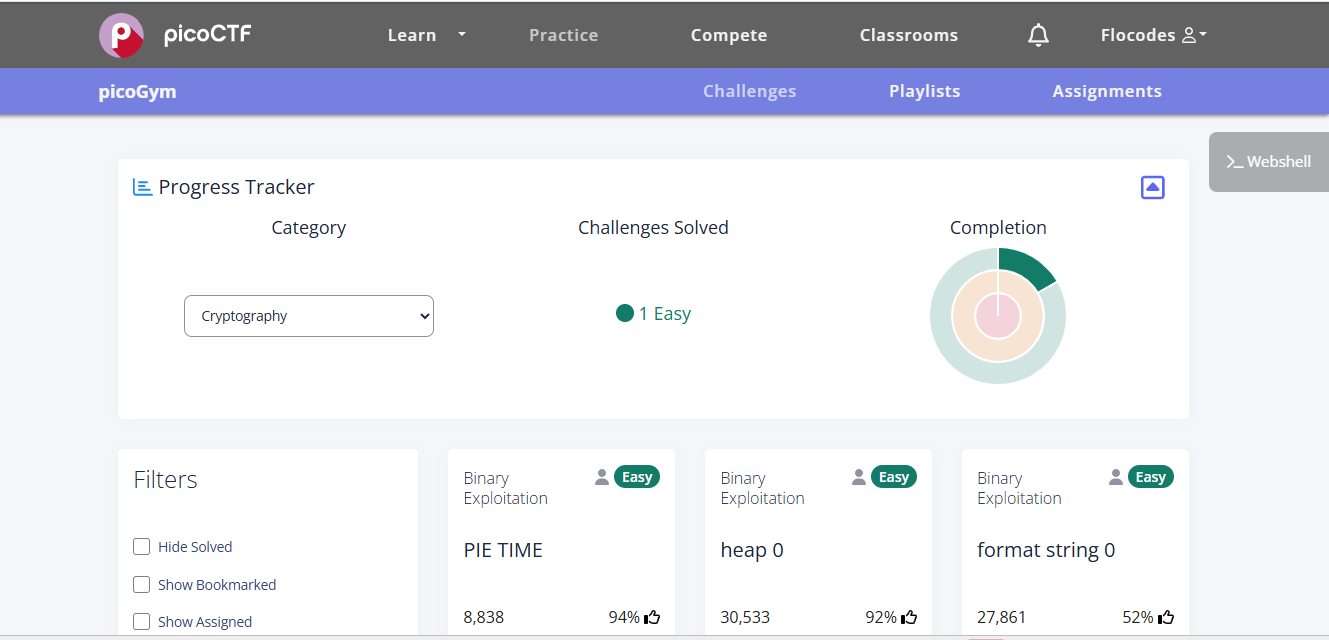 picoCTF
Learn
Practice
Compete
Classrooms
Flocodes
picoGym
Challenges
Playlists
Assignments
>_ Webshell
Progress Tracker
Category
Challenges Solved
Completion
Cryptography
1 Easy
Filters
Hide Solved
Show Bookmarked
Show Assigned
Binary
Exploitation
Easy
PIE TIME
8,838
94%
Binary
Exploitation
Easy
heap 0
30,533
92%
Binary
Exploitation
Easy
format string 0
27,861
52%